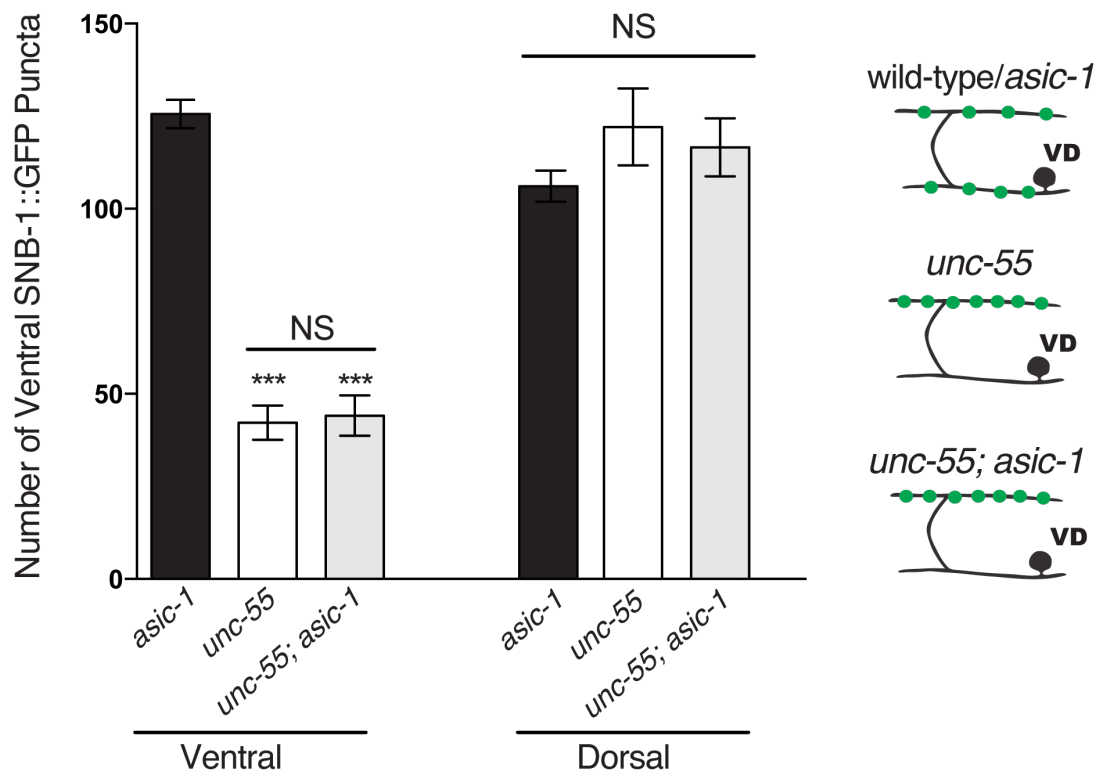 Number of Ventral SNB-1::GFP Puncta
150
100
50
0
NS
***
***
NS
asic-1
unc-55
unc-55; asic-1
asic-1
unc-55
unc-55; asic-1
Ventral
Dorsal
wild-type/asic-1
VD
unc-55
VD
unc-55; asic-1
VD